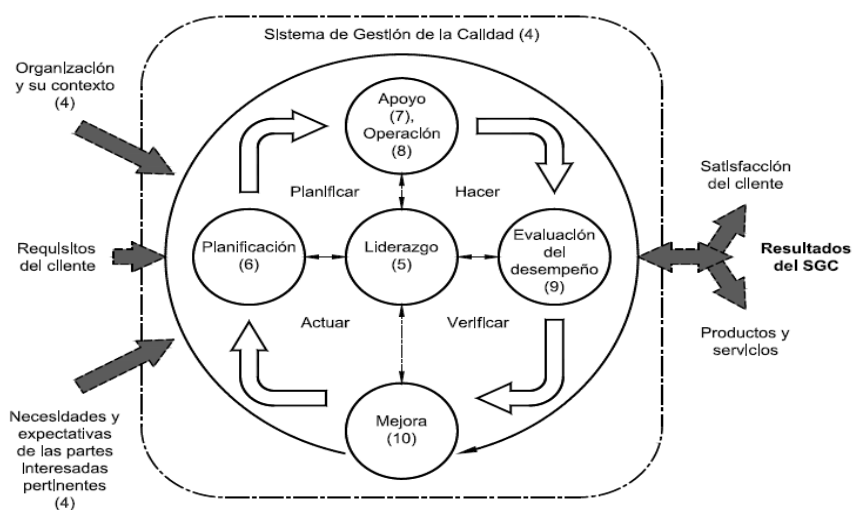 Sistema de Gestión de la Calidad (4)
Organización
y su contexto
(4)
Apoyo
(7),
Operación
(8)
Planificar
Hacer
Satisfacción
del cliente
Requisitos
del cliente
Planificación
(6)
Liderazgo
(5)
Evaluación
del
desempeño
(9)
Resultados
del SGC
Actuar
Verificar
Productos y
servicios
Necesidades y
expectativas
de las partes
interesadas
pertinentes
(4)
Mejora
(10)